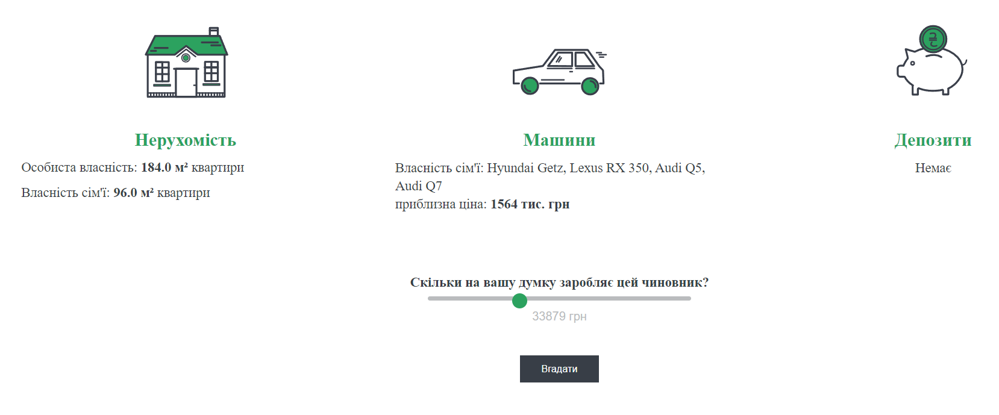 Нерухомість
Особиста власність: 184.0 м² квартири
Власність сім'ї: 96.0 м² квартири
Машини
Власність сім'ї: Hyundai Getz, Lexus RX 350, Audi Q5,
Audi Q7
приблизна ціна: 1564 тис. грн
Депозити
Немає
Скільки на вашу думку заробляє цей чиновник?
33879 грн
Вгадати